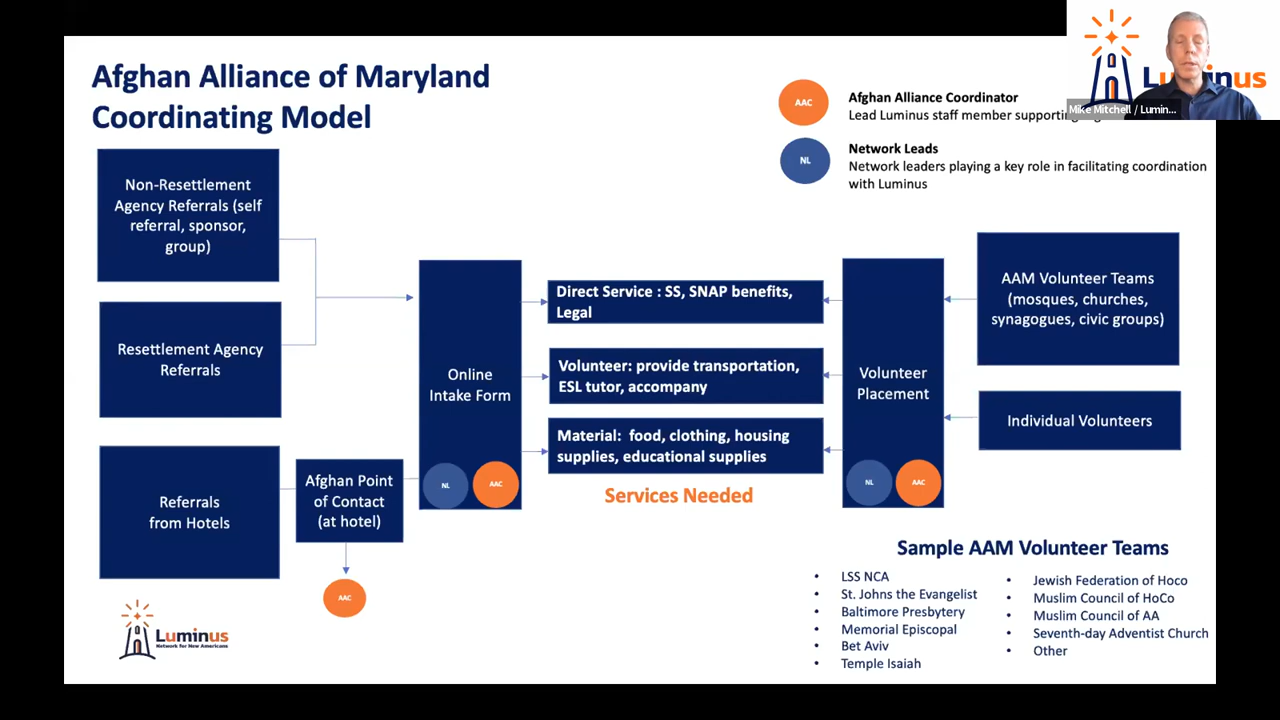 Afghan Alliance of Maryland
Coordinating Model
AAC
Afghan Alliance Coordinator
Lead Luminus staff member supporting
NL
Network Leads
Network leaders playing a key role in facilitating coordination
with Luminus
Luminus
Mike Mitchell / Lumin...
Non-Resettlement
Agency Referrals (self
referral, sponsor,
group)
Resettlement Agency
Referrals
Referrals
from Hotels
Afghan Point
of Contact
(at hotel)
AAC
Online
Intake Form
NL
AAC
Direct Service : SS, SNAP benefits,
Legal
Volunteer: provide transportation,
ESL tutor, accompany
Material: food, clothing, housing
supplies, educational supplies
Services Needed
Volunteer
Placement
NL
AAC
AAM Volunteer Teams
(mosques, churches,
synagogues, civic groups)
Individual Volunteers
Sample AAM Volunteer Teams
• LSS NCA
• St. Johns the Evangelist
• Baltimore Presbytery
• Memorial Episcopal
• Bet Aviv
• Temple Isaiah
• Jewish Federation of Hoco
• Muslim Council of HoCo
• Muslim Council of AA
• Seventh-day Adventist Church
• Other
Luminus
Network for New Americans